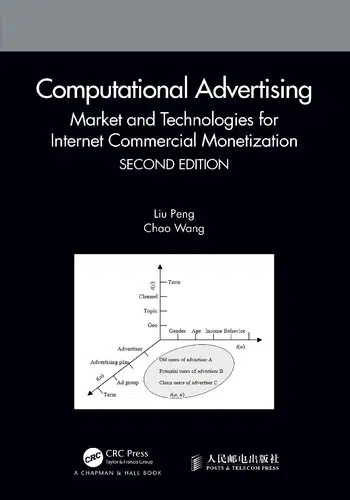 Computational Advertising
Market and Technologies for
Internet Commercial Monetization
SECOND EDITION
Liu Peng
Chao Wang
t(c)
Term
Channel
Topic
Geo
Gender Age Income Behavior
t(u)
Advertiser
Advertising plan
Ad group
Term
t(a)
Old users of advertiser A
Potential users of advertiser B
Churn users of advertiser C
t(a, u)
CRC
CRC Press
Taylor & Francis Group
A CHAPMAN & HALL BOOK
人民邮电出版社
POSTS & TELECOM PRESS